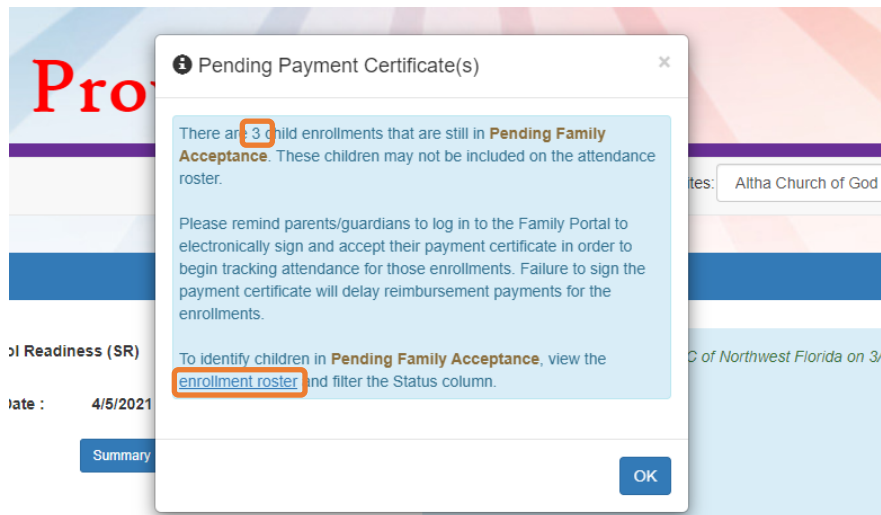 Pro
Pending Payment Certificate(s) ×
There are 3 child enrollments that are still in Pending Family
Acceptance. These children may not be included on the attendance
roster.
Please remind parents/guardians to log in to the Family Portal to
electronically sign and accept their payment certificate in order to
begin tracking attendance for those enrollments. Failure to sign the
payment certificate will delay reimbursement payments for the
enrollments.
To identify children in Pending Family Acceptance, view the
enrollment roster and filter the Status column.
OK
ites: Altha Church of God
ol Readiness (SR)
C of Northwest Florida on 3/
Date : 4/5/2021
Summary